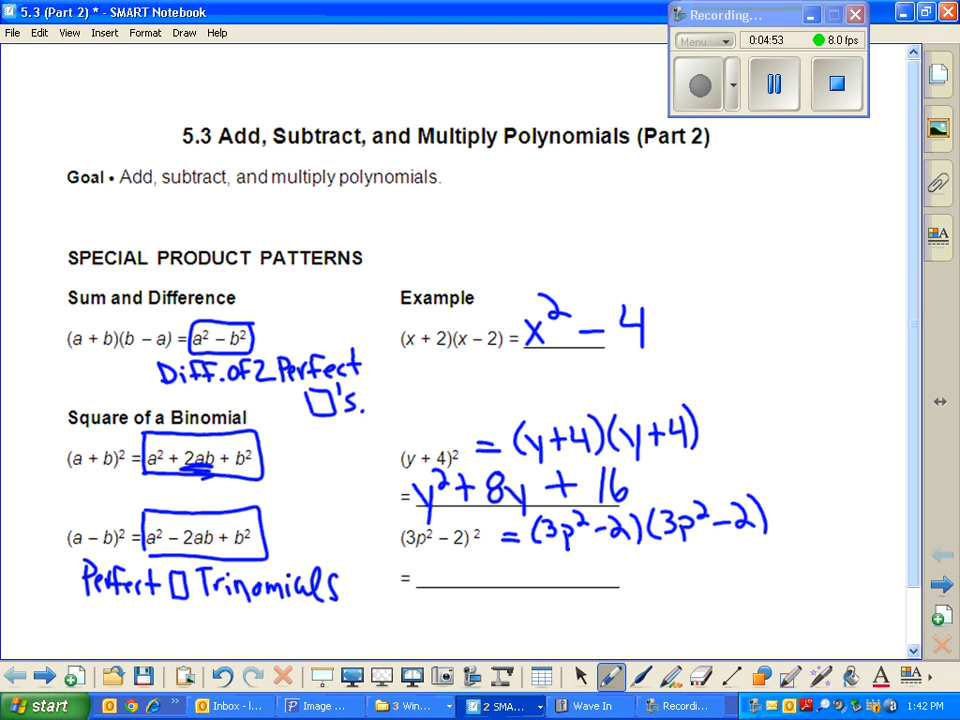 5.3 (Part 2) * - SMART Notebook
Recording...
File Edit View Insert Format Draw Help
Menu 0:04:53 8.0 fps
5.3 Add, Subtract, and Multiply Polynomials (Part 2)
Goal • Add, subtract, and multiply polynomials.
SPECIAL PRODUCT PATTERNS
Sum and Difference Example
(a + b)(b – a) = a² – b² (x + 2)(x – 2) = x² – 4
Diff. of 2 Perfect
□'s.
Square of a Binomial
= (y+4)(y+4)
(a + b)² = a² + 2ab + b² (y + 4)²
= y² + 8y + 16
(a – b)² = a² – 2ab + b² (3p² – 2)² = (3p² – 2)(3p² – 2)
Perfect □ Trinomials = ____________
start Inbox - I... Image ... 3 Win... 2 SMA... Wave In Recordi... 1:42 PM